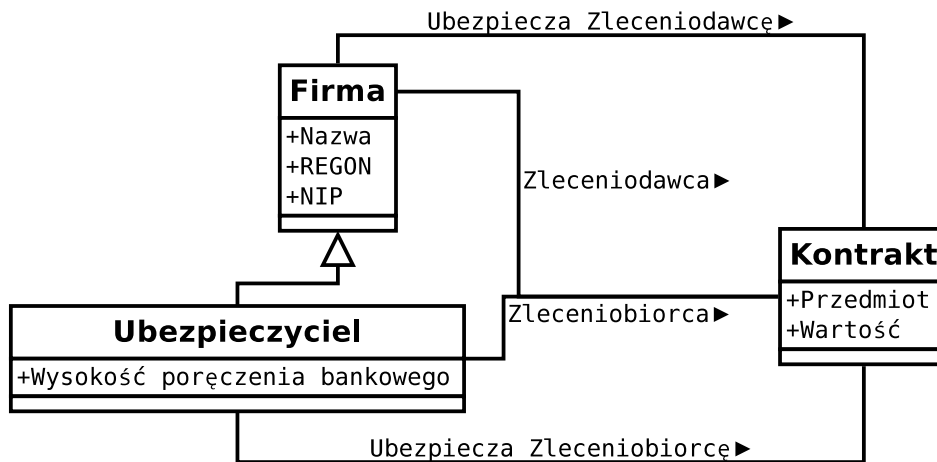 Ubezpiecza Zleceniodawcę ►
Firma
+Nazwa
+REGON
+NIP
Zleceniodawca ►
Kontrakt
+Przedmiot
+Wartość
Zleceniobiorca ►
Ubezpieczyciel
+Wysokość poręczenia bankowego
Ubezpiecza Zleceniobiorcę ►